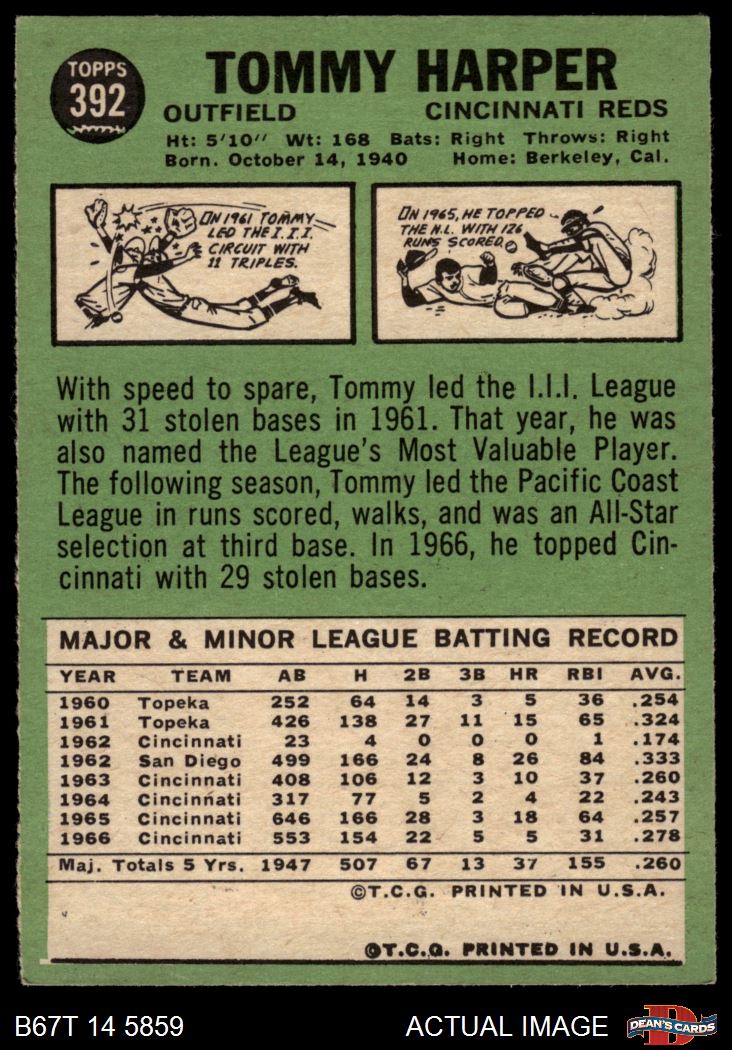 TOPPS
392
TOMMY HARPER
OUTFIELD CINCINNATI REDS
Ht: 5'10" Wt: 168 Bats: Right Throws: Right
Born. October 14, 1940 Home: Berkeley, Cal.
ON 1961 TOMMY
LED THE I.I.I.
CIRCUIT WITH
11 TRIPLES.
ON 1965, HE TOPPED
THE N.L. WITH 126
RUNS SCORED.
With speed to spare, Tommy led the I.I.I. League
with 31 stolen bases in 1961. That year, he was
also named the League's Most Valuable Player.
The following season, Tommy led the Pacific Coast
League in runs scored, walks, and was an All-Star
selection at third base. In 1966, he topped Cin-
cinnati with 29 stolen bases.
MAJOR & MINOR LEAGUE BATTING RECORD
YEAR TEAM AB H 2B 3B HR RBI AVG.
1960 Topeka 252 64 14 3 5 36 .254
1961 Topeka 426 138 27 11 15 65 .324
1962 Cincinnati 23 4 0 0 0 1 .174
1962 San Diego 499 166 24 8 26 84 .333
1963 Cincinnati 408 106 12 3 10 37 .260
1964 Cincinnati 317 77 5 2 4 22 .243
1965 Cincinnati 646 166 28 3 18 64 .257
1966 Cincinnati 553 154 22 5 5 31 .278
Maj. Totals 5 Yrs. 1947 507 67 13 37 155 .260
©T.C.G. PRINTED IN U.S.A.
©T.C.G. PRINTED IN U.S.A.
B67T 14 5859 ACTUAL IMAGE DEAN'S CARDS